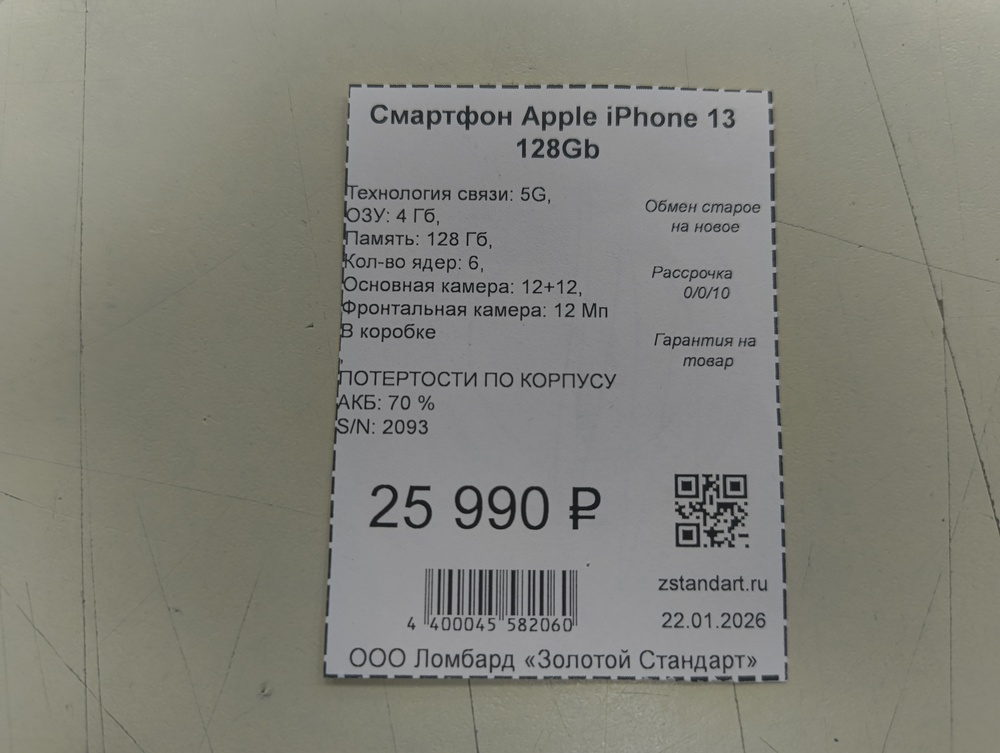 Смартфон Apple iPhone 13
128Gb
Технология связи: 5G,
ОЗУ: 4 Гб,
Память: 128 Гб,
Кол-во ядер: 6,
Основная камера: 12+12,
Фронтальная камера: 12 Мп
В коробке
,
ПОТЕРТОСТИ ПО КОРПУСУ
АКБ: 70 %
S/N: 2093
Обмен старое
на новое
Рассрочка
0/0/10
Гарантия на
товар
25 990 ₽
4 400045 582060
zstandart.ru
22.01.2026
ООО Ломбард «Золотой Стандарт»